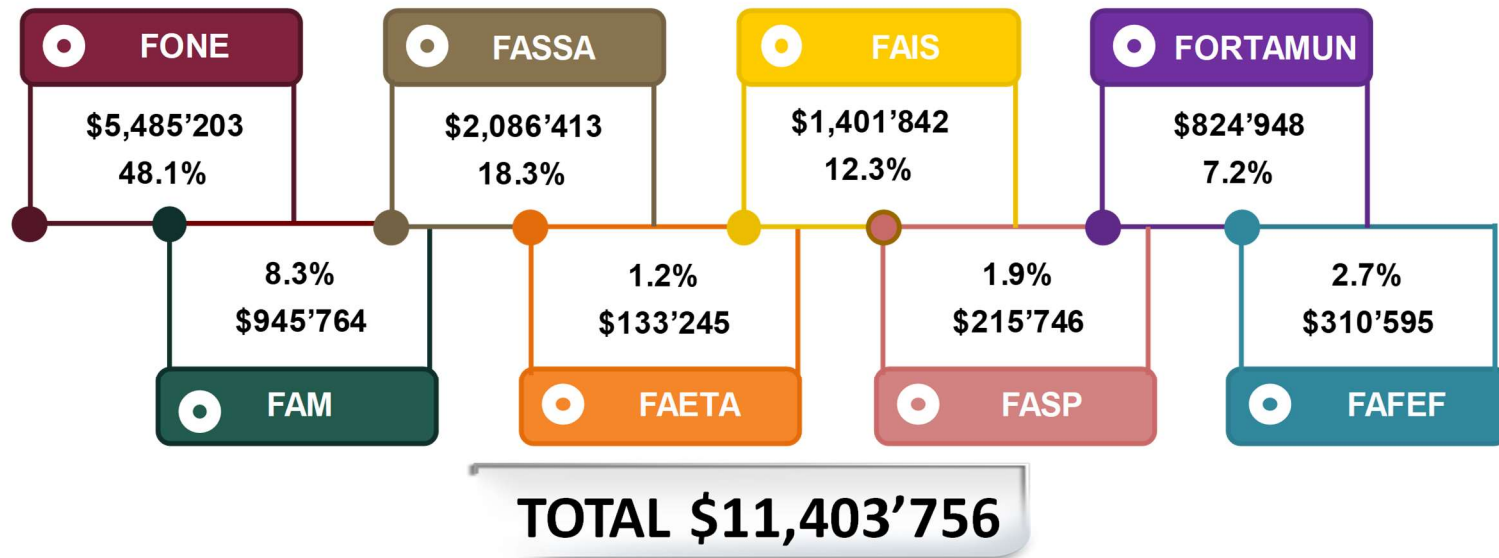 FONE
$5,485’203
48.1%
FASSA
$2,086’413
18.3%
FAIS
$1,401’842
12.3%
FORTAMUN
$824’948
7.2%
8.3%
$945’764
FAM
1.2%
$133’245
FAETA
1.9%
$215’746
FASP
2.7%
$310’595
FAFEF
TOTAL $11,403’756